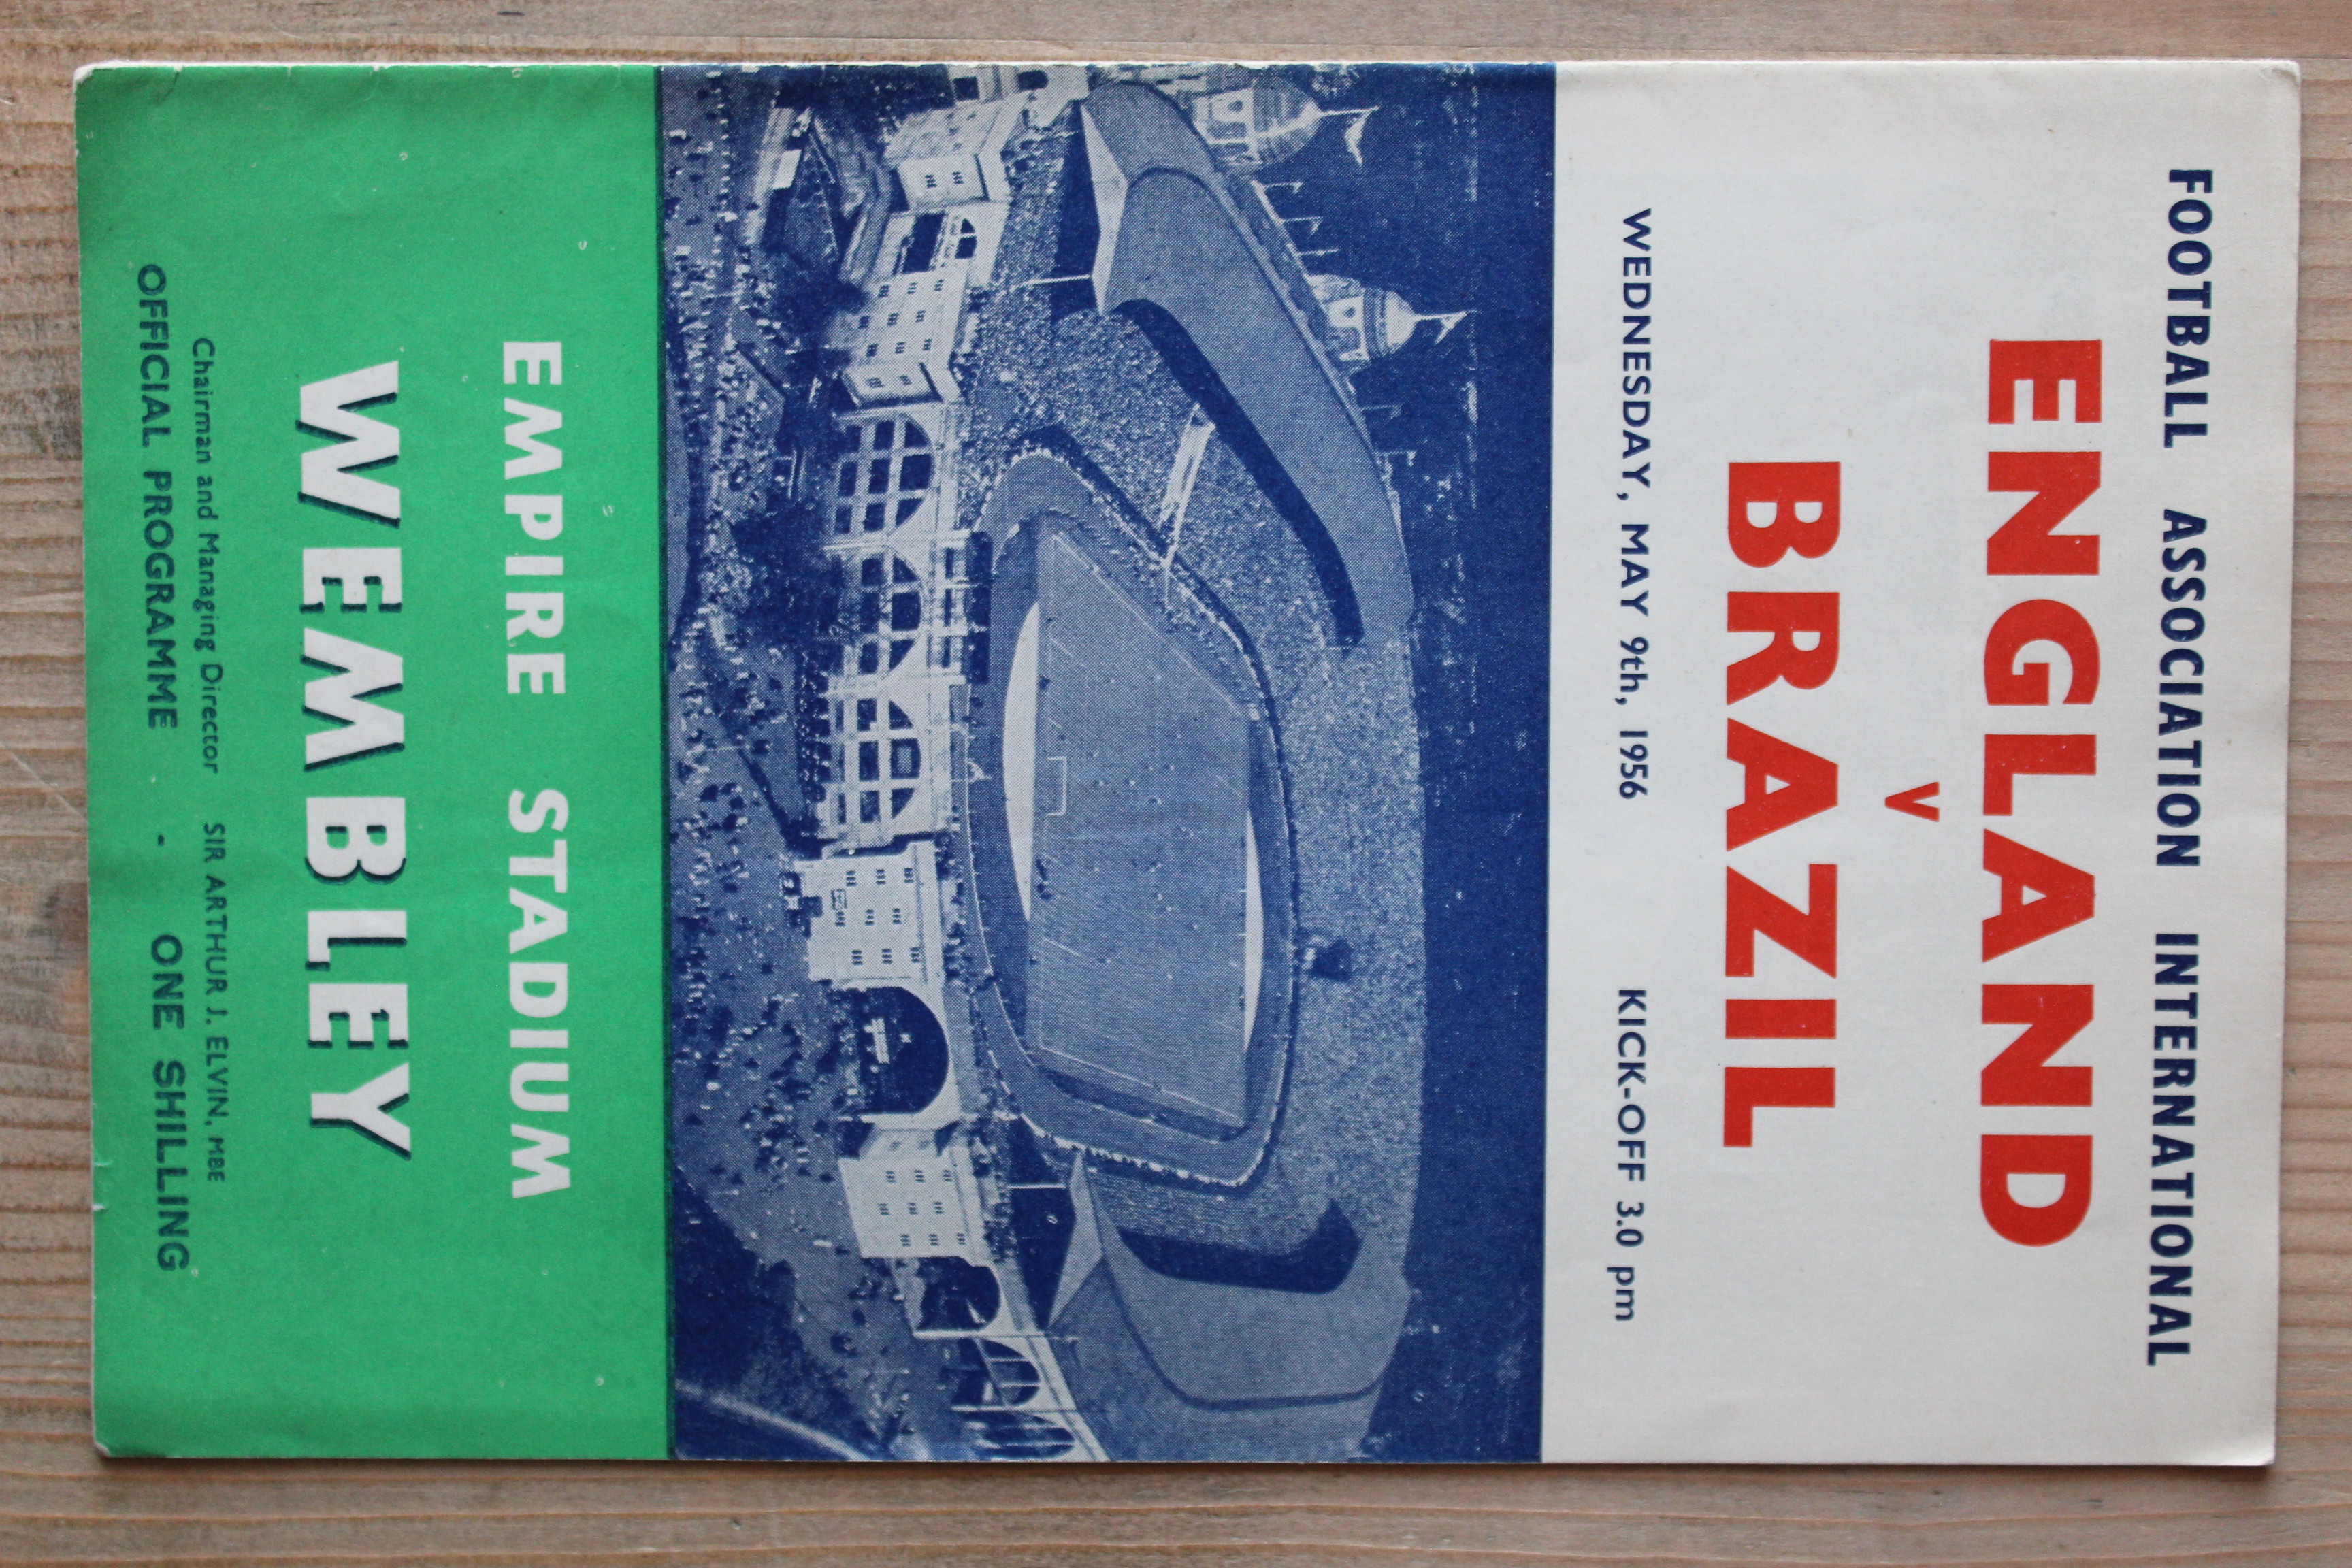 FOOTBALL ASSOCIATION INTERNATIONAL
ENGLAND
v
BRAZIL
WEDNESDAY, MAY 9th, 1956 KICK-OFF 3.0 pm
EMPIRE STADIUM
WEMBLEY
Chairman and Managing Director SIR ARTHUR J. ELVIN, MBE
OFFICIAL PROGRAMME - ONE SHILLING